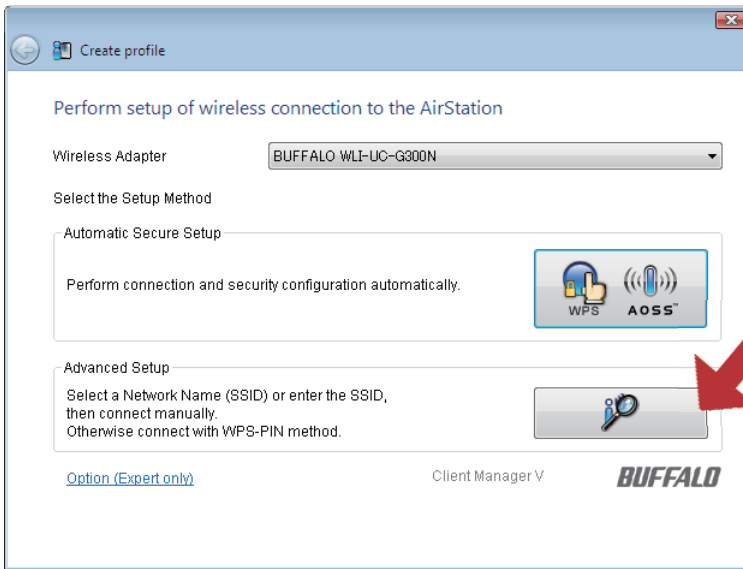 Create profile
Perform setup of wireless connection to the AirStation
Wireless Adapter
BUFFALO WLI-UC-G300N
Select the Setup Method
Automatic Secure Setup
Perform connection and security configuration automatically.
WPS
AOSS™
Advanced Setup
Select a Network Name (SSID) or enter the SSID,
then connect manually.
Otherwise connect with WPS-PIN method.
Option (Expert only)
Client Manager V
BUFFALO